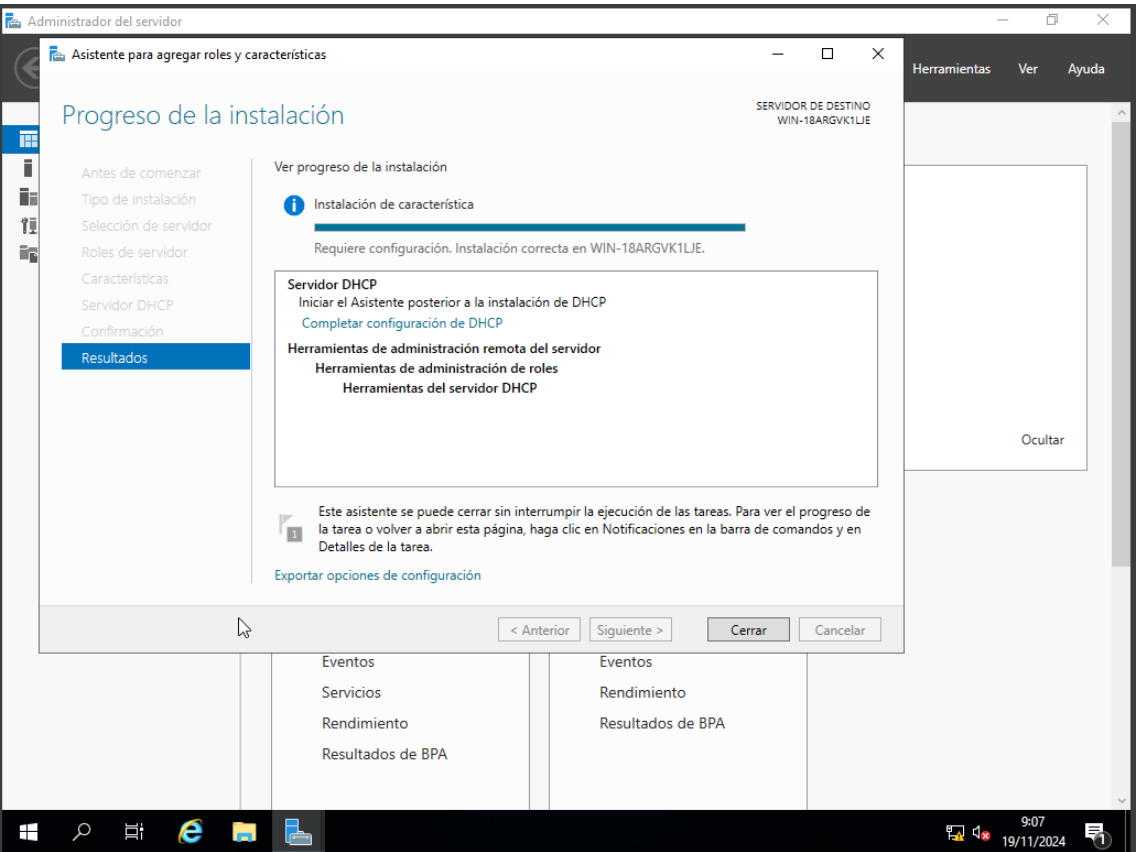 Administrador del servidor
Asistente para agregar roles y características
Herramientas
Ver
Ayuda
Progreso de la instalación
SERVIDOR DE DESTINO
WIN-18ARGVK1LJE
Antes de comenzar
Tipo de instalación
Selección de servidor
Roles de servidor
Características
Servidor DHCP
Confirmación
Resultados
Ver progreso de la instalación
Instalación de característica
Requiere configuración. Instalación correcta en WIN-18ARGVK1LJE.
Servidor DHCP
Iniciar el Asistente posterior a la instalación de DHCP
Completar configuración de DHCP
Herramientas de administración remota del servidor
Herramientas de administración de roles
Herramientas del servidor DHCP
Ocultar
1
Este asistente se puede cerrar sin interrumpir la ejecución de las tareas. Para ver el progreso de
la tarea o volver a abrir esta página, haga clic en Notificaciones en la barra de comandos y en
Detalles de la tarea.
Exportar opciones de configuración
< Anterior
Siguiente >
Cerrar
Cancelar
Eventos
Servicios
Rendimiento
Resultados de BPA
Eventos
Rendimiento
Resultados de BPA
9:07
19/11/2024
1